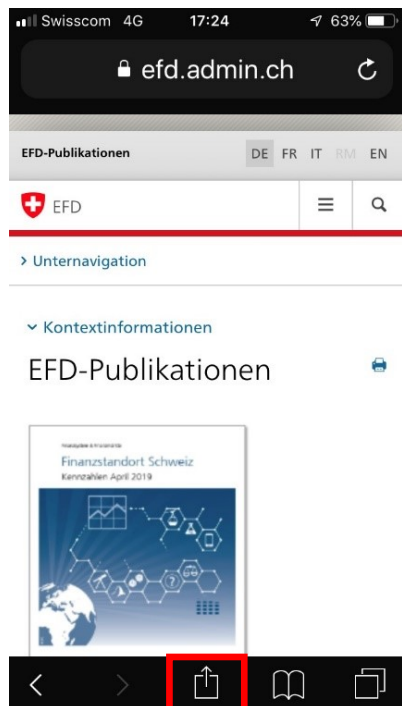 Swisscom 4G 17:24 63%
efd.admin.ch
EFD-Publikationen DE FR IT RM EN
EFD
Unternavigation
Kontextinformationen
EFD-Publikationen
Finanzstandort Schweiz
Kennzahlen April 2019